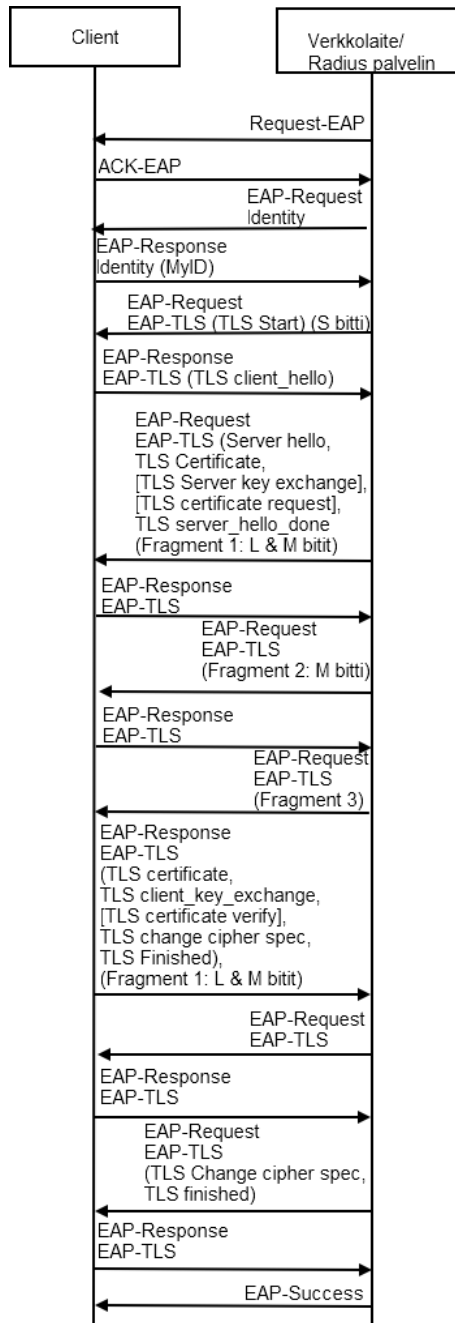 Client
Verkkolaite/
Radius palvelin
Request-EAP
ACK-EAP
EAP-Request
Identity
EAP-Response
Identity (MyID)
EAP-Request
EAP-TLS (TLS Start) (S bitti)
EAP-Response
EAP-TLS (TLS client_hello)
EAP-Request
EAP-TLS (Server hello,
TLS Certificate,
[TLS Server key exchange],
[TLS certificate request],
TLS server_hello_done
(Fragment 1: L & M bitit)
EAP-Response
EAP-TLS
EAP-Request
EAP-TLS
(Fragment 2: M bitti)
EAP-Response
EAP-TLS
EAP-Request
EAP-TLS
(Fragment 3)
EAP-Response
EAP-TLS
(TLS certificate,
TLS client_key_exchange,
[TLS certificate verify],
TLS change cipher spec,
TLS Finished),
(Fragment 1: L & M bitit)
EAP-Request
EAP-TLS
EAP-Response
EAP-TLS
EAP-Request
EAP-TLS
(TLS Change cipher spec,
TLS finished)
EAP-Response
EAP-TLS
EAP-Success